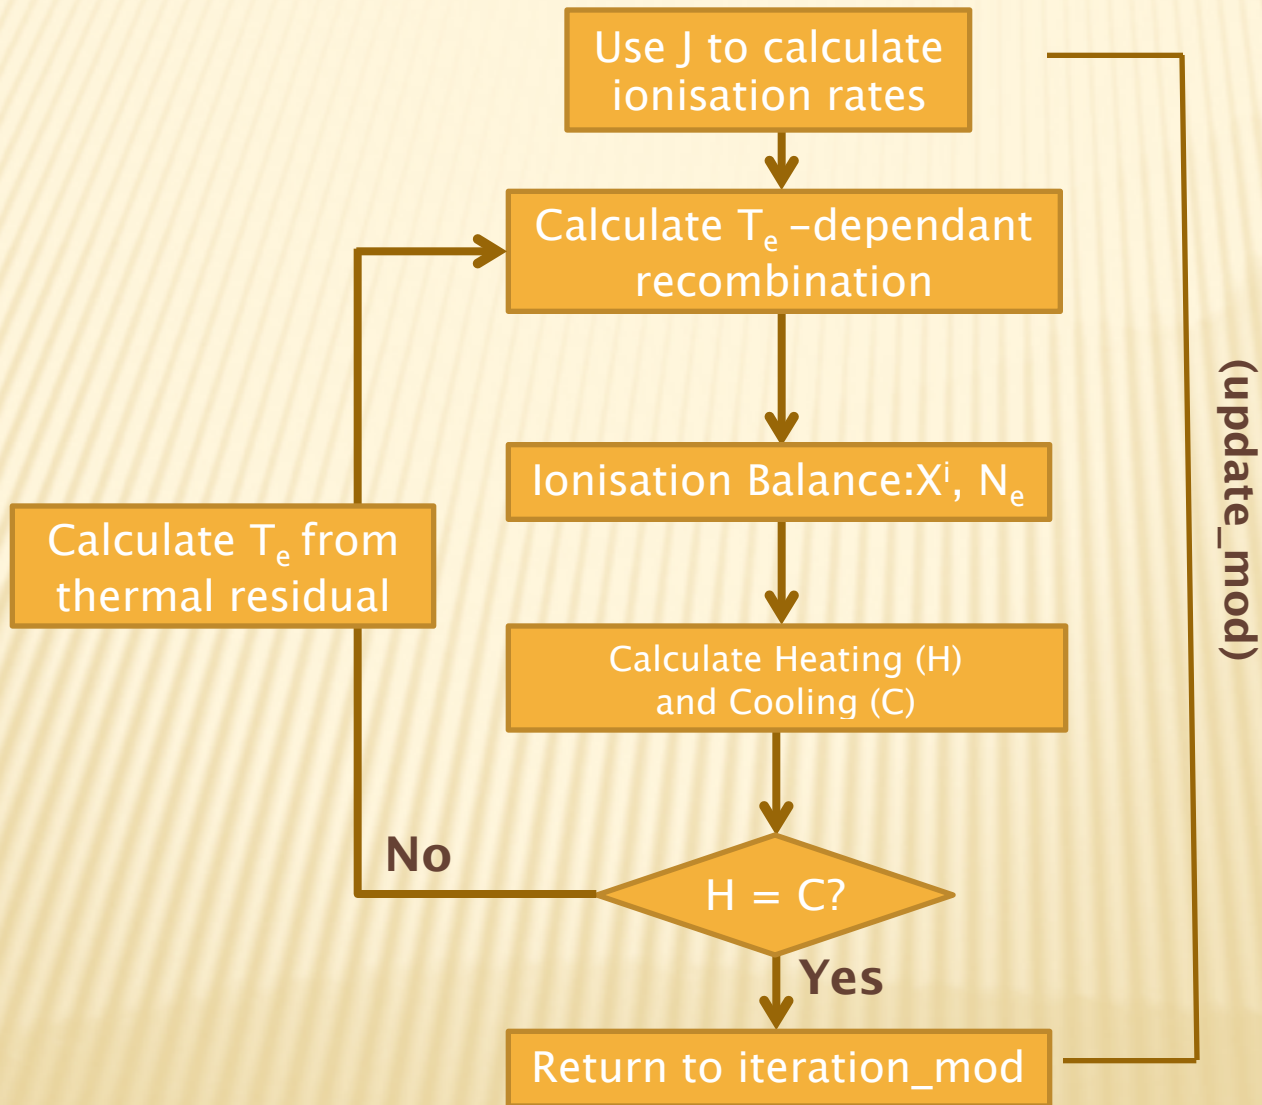 Use J to calculate
ionisation rates
Calculate Tₑ –dependant
recombination
Ionisation Balance:Xⁱ, Nₑ
Calculate Tₑ from
thermal residual
Calculate Heating (H)
and Cooling (C)
No
H = C?
Yes
Return to iteration_mod
(update_mod)